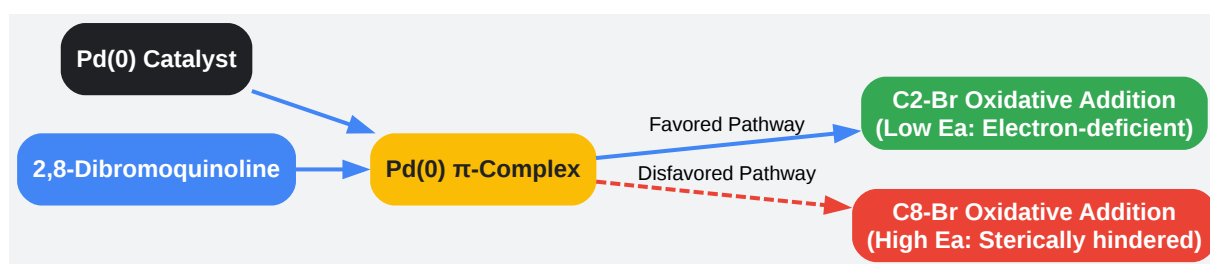 Pd(0) Catalyst
2,8-Dibromoquinoline
Pd(0) π-Complex
Favored Pathway
Disfavored Pathway
C2-Br Oxidative Addition
(Low Ea: Electron-deficient)
C8-Br Oxidative Addition
(High Ea: Sterically hindered)